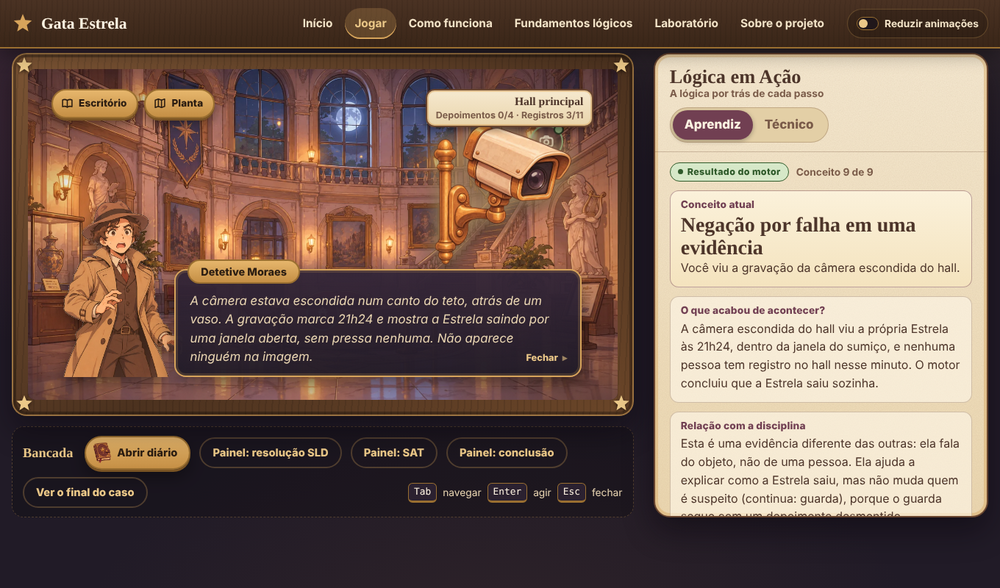 Gata Estrela
Início
Jogar
Como funciona
Fundamentos lógicos
Laboratório
Sobre o projeto
Reduzir animações
Escritório
Planta
Hall principal
Depoimentos 0/4 · Registros 3/11
Detetive Moraes
A câmera estava escondida num canto do teto, atrás de um
vaso. A gravação marca 21h24 e mostra a Estrela saindo por
uma janela aberta, sem pressa nenhuma. Não aparece
ninguém na imagem.
Fechar ►
Bancada
Abrir diário
Painel: resolução SLD
Painel: SAT
Painel: conclusão
Ver o final do caso
Tab navegar Enter agir Esc fechar
Lógica em Ação
A lógica por trás de cada passo
Aprendiz
Técnico
Resultado do motor
Conceito 9 de 9
Conceito atual
Negação por falha em uma
evidência
Você viu a gravação da câmera escondida do hall.
O que acabou de acontecer?
A câmera escondida do hall viu a própria Estrela
às 21h24, dentro da janela do sumiço, e nenhuma
pessoa tem registro no hall nesse minuto. O motor
concluiu que a Estrela saiu sozinha.
Relação com a disciplina
Esta é uma evidência diferente das outras: ela fala
do objeto, não de uma pessoa. Ela ajuda a
explicar como a Estrela saiu, mas não muda quem
é suspeito (continua: guarda), porque o guarda
segue com um depoimento desmentido.